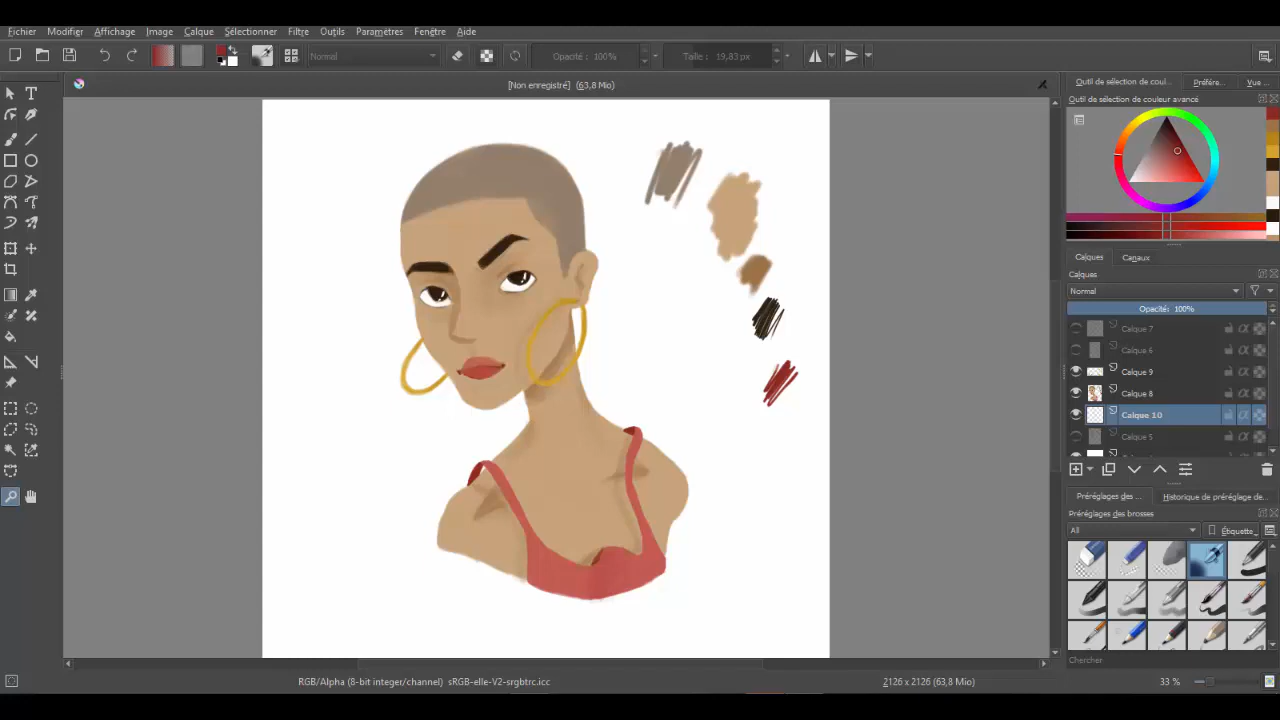 Fichier Modifier Affichage Image Calque Sélectionner Filtre Outils Paramètres Fenêtre Aide
Normal Opacité : 100% Taille : 19,83 px
[Non enregistré] (63,8 Mio)
Outil de sélection de coul... Préfére... Vue ...
Outil de sélection de couleur avancé
Calques Canaux
Calques
Normal
Opacité: 100%
Calque 7
Calque 6
Calque 9
Calque 8
Calque 10
Calque 5
Préréglages des ... Historique de préréglage de...
Préréglages des brosses
All Étiquette
Chercher
RGB/Alpha (8-bit integer/channel) sRGB-elle-V2-srgbtrc.icc 2126 x 2126 (63,8 Mio) 33 %